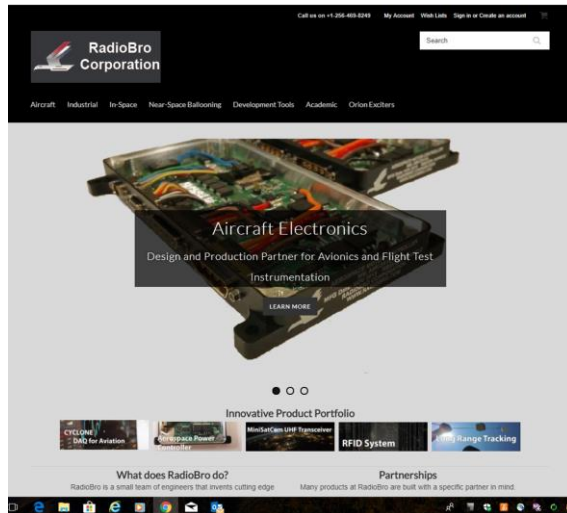 Call us on +1-256-469-8249 My Account Wish Lists Sign in or Create an account
RadioBro
Corporation
Search
Aircraft Industrial In-Space Near-Space Ballooning Development Tools Academic Orion Exciters
Aircraft Electronics
Design and Production Partner for Avionics and Flight Test
Instrumentation
LEARN MORE
Innovative Product Portfolio
CYCLONE
DAQ for Aviation
Aerospace Power
Controller
MiniSatCom UHF Transceiver
RFID System
Long Range Tracking
What does RadioBro do?
RadioBro is a small team of engineers that invents cutting edge
Partnerships
Many products at RadioBro are built with a specific partner in mind.